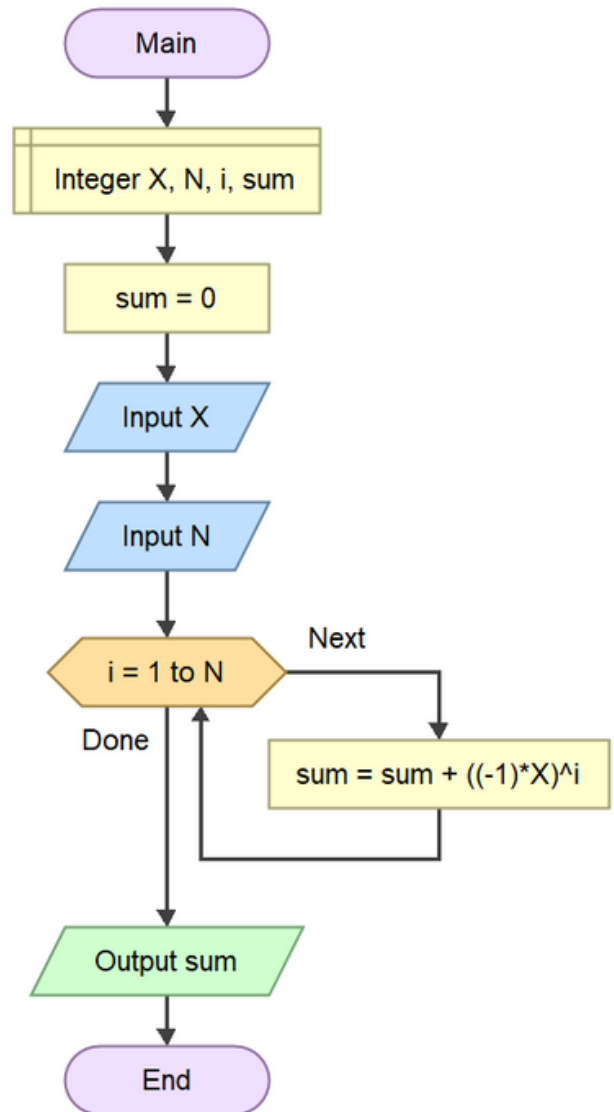 Main
Integer X, N, i, sum
sum = 0
Input X
Input N
i = 1 to N
Next
Done
sum = sum + ((-1)*X)^i
Output sum
End